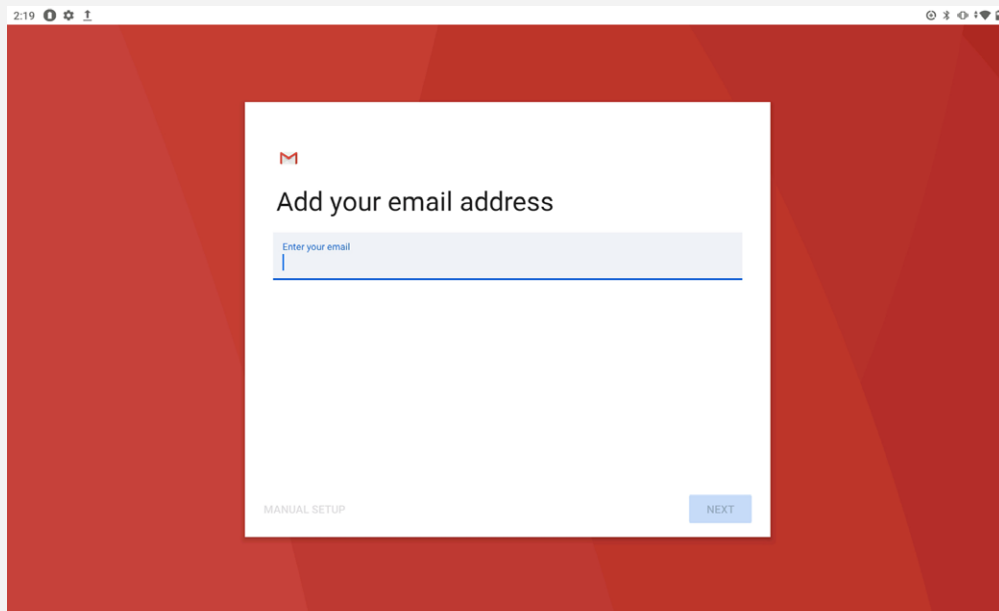 2:19
Add your email address
Enter your email
MANUAL SETUP
NEXT